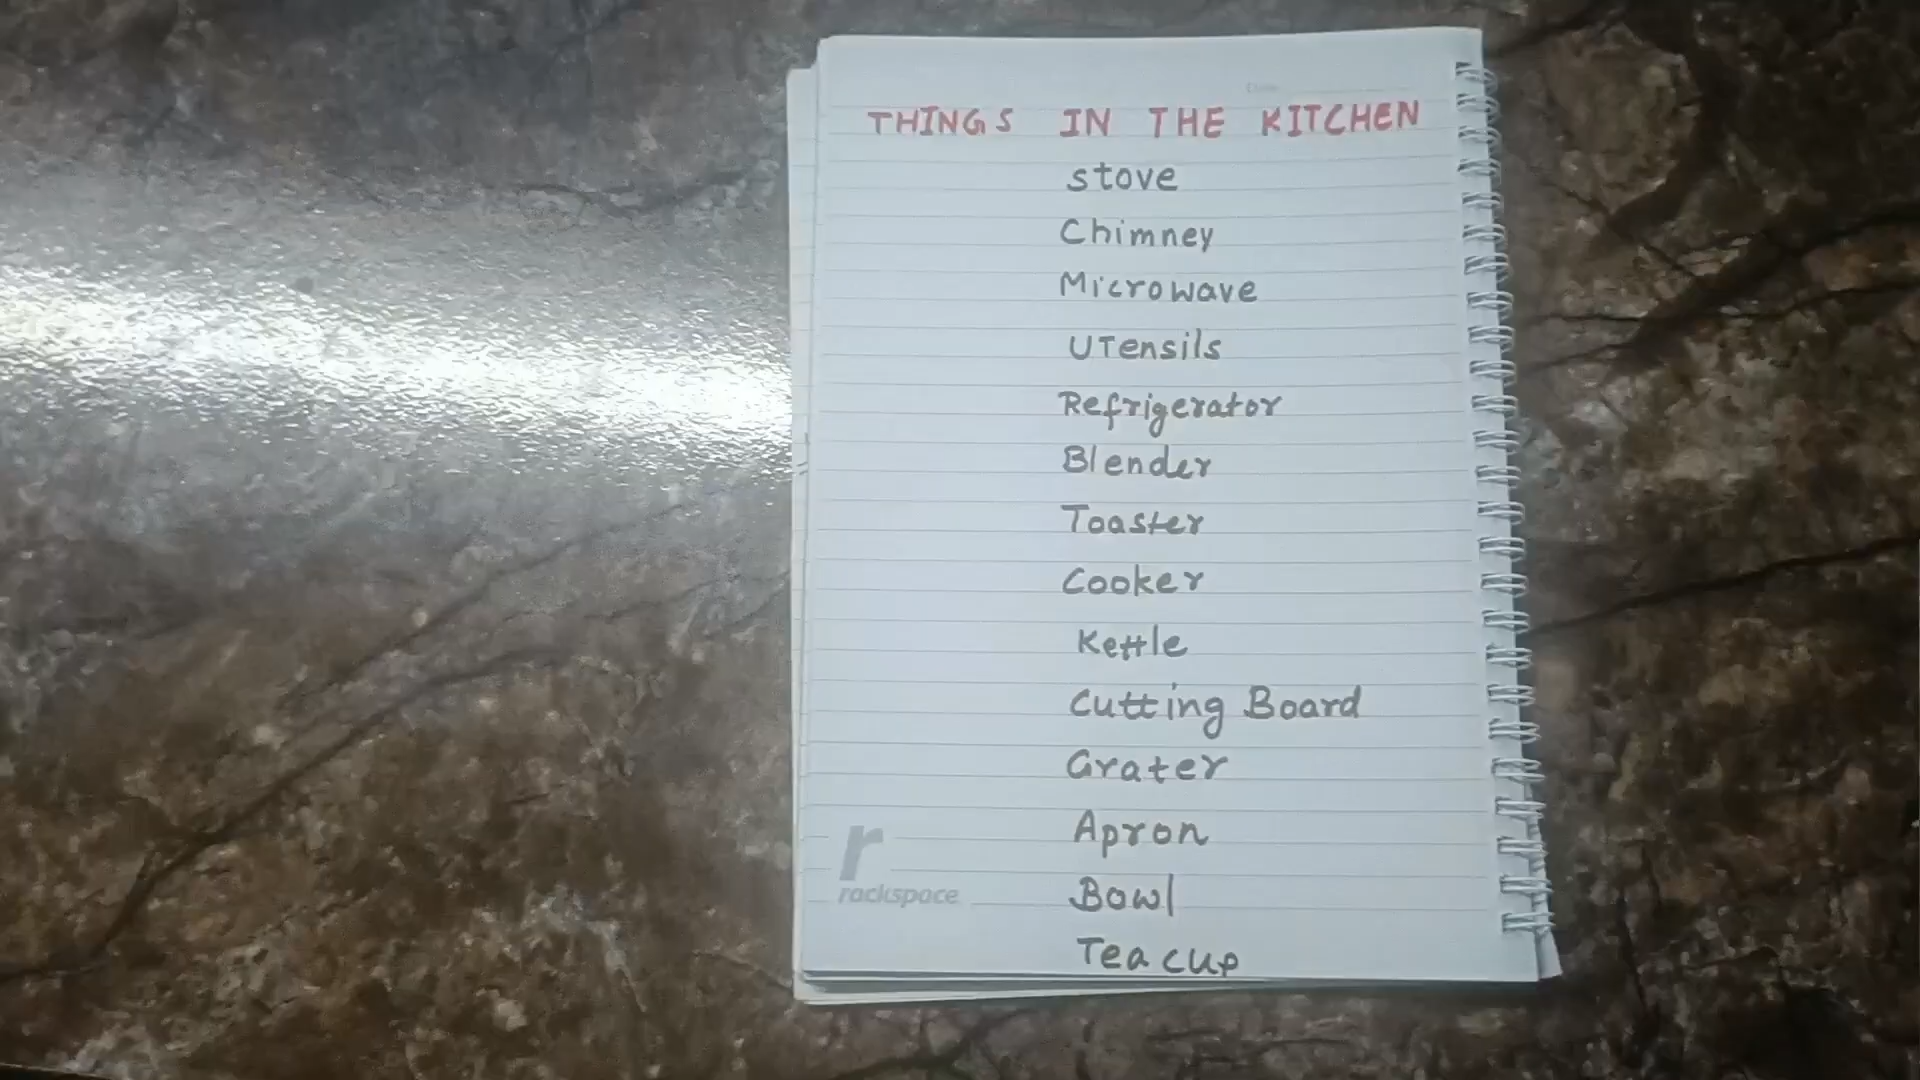 THINGS IN THE KITCHEN
stove
Chimney
Microwave
UTensils
Refrigerator
Blender
Toaster
Cooker
Kettle
Cutting Board
Grater
Apron
Bowl
Tea cup
r
rackspace